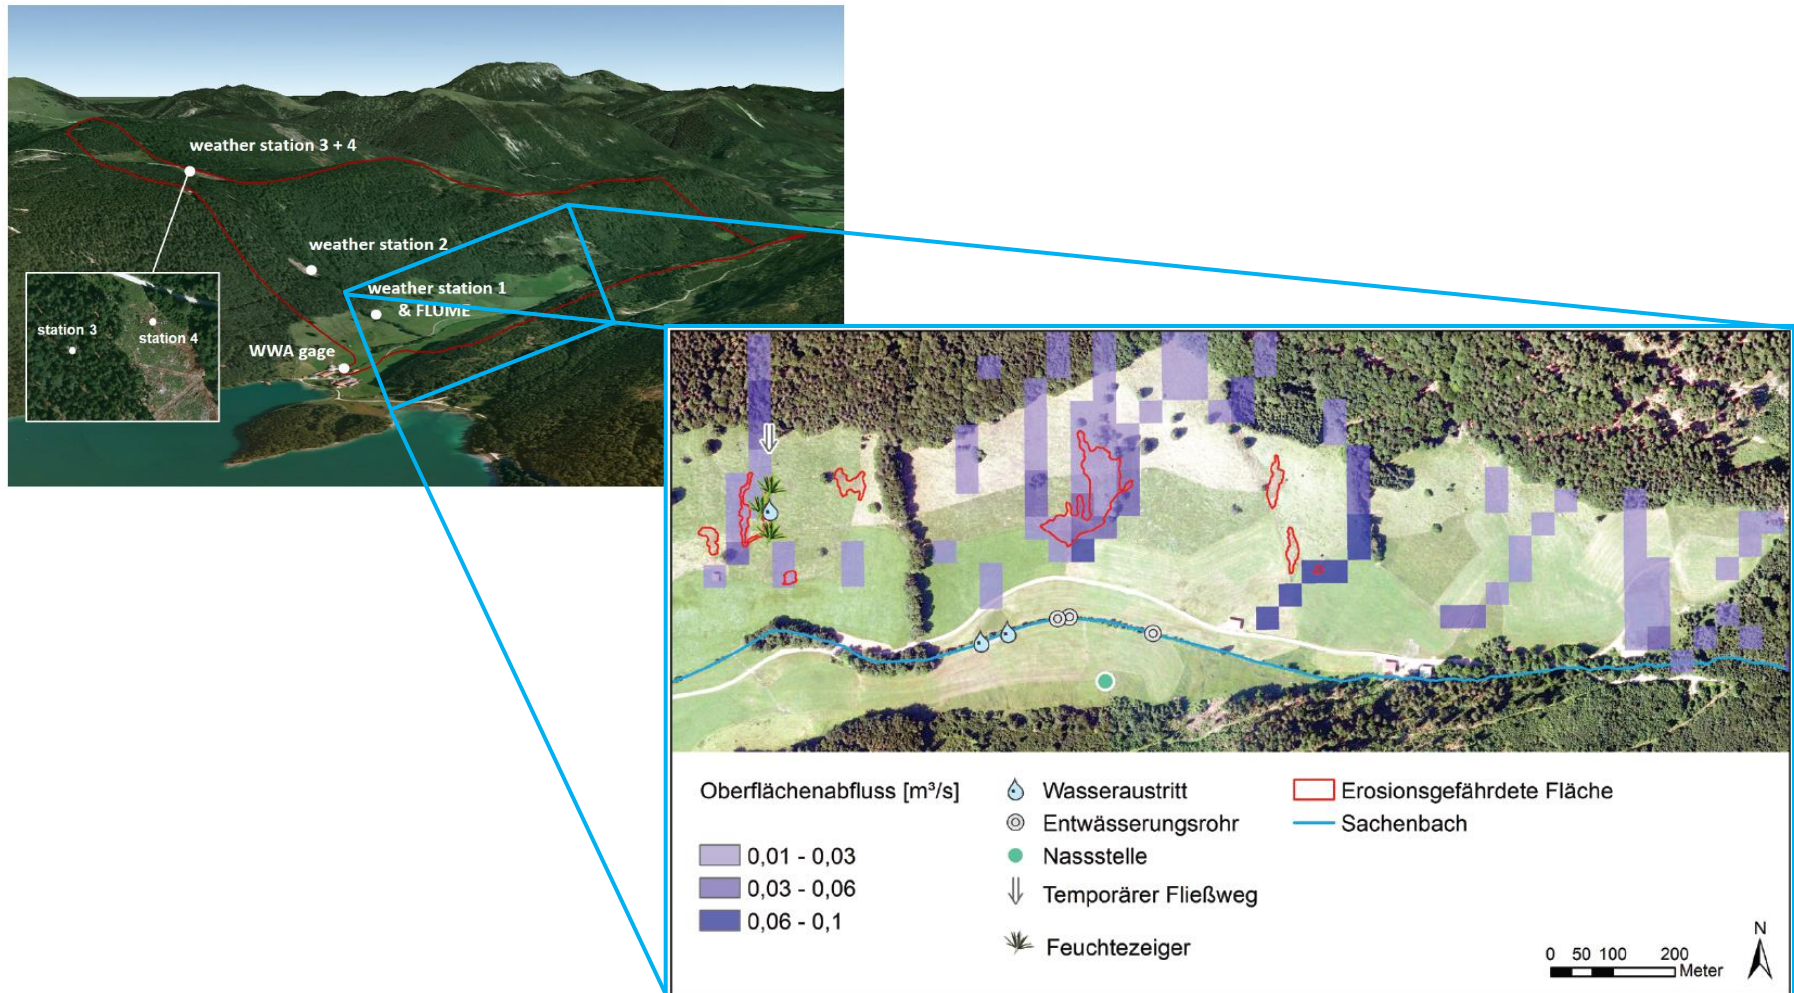 weather station 3 + 4
weather station 2
weather station 1
& FLUME
WWA gage
station 3
station 4
Oberflächenabfluss [m³/s]
0,01 - 0,03
0,03 - 0,06
0,06 - 0,1
Wasseraustritt
Entwässerungsrohr
Nassstelle
Temporärer Fließweg
Feuchtezeiger
Erosionsgefährdete Fläche
Sachenbach
N
0 50 100 200
Meter